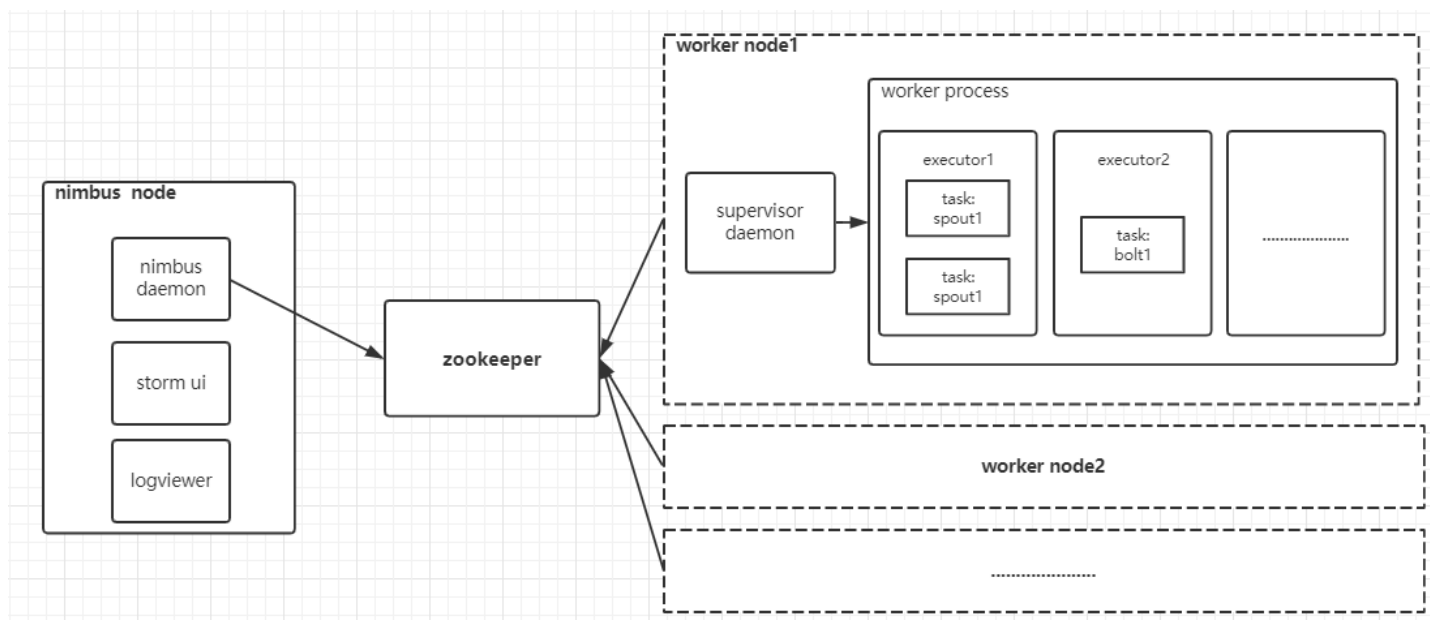 nimbus node
nimbus
daemon
storm ui
logviewer
zookeeper
worker node1
supervisor
daemon
worker process
executor1
task:
spout1
task:
spout1
executor2
task:
bolt1
.....................
worker node2
.....................